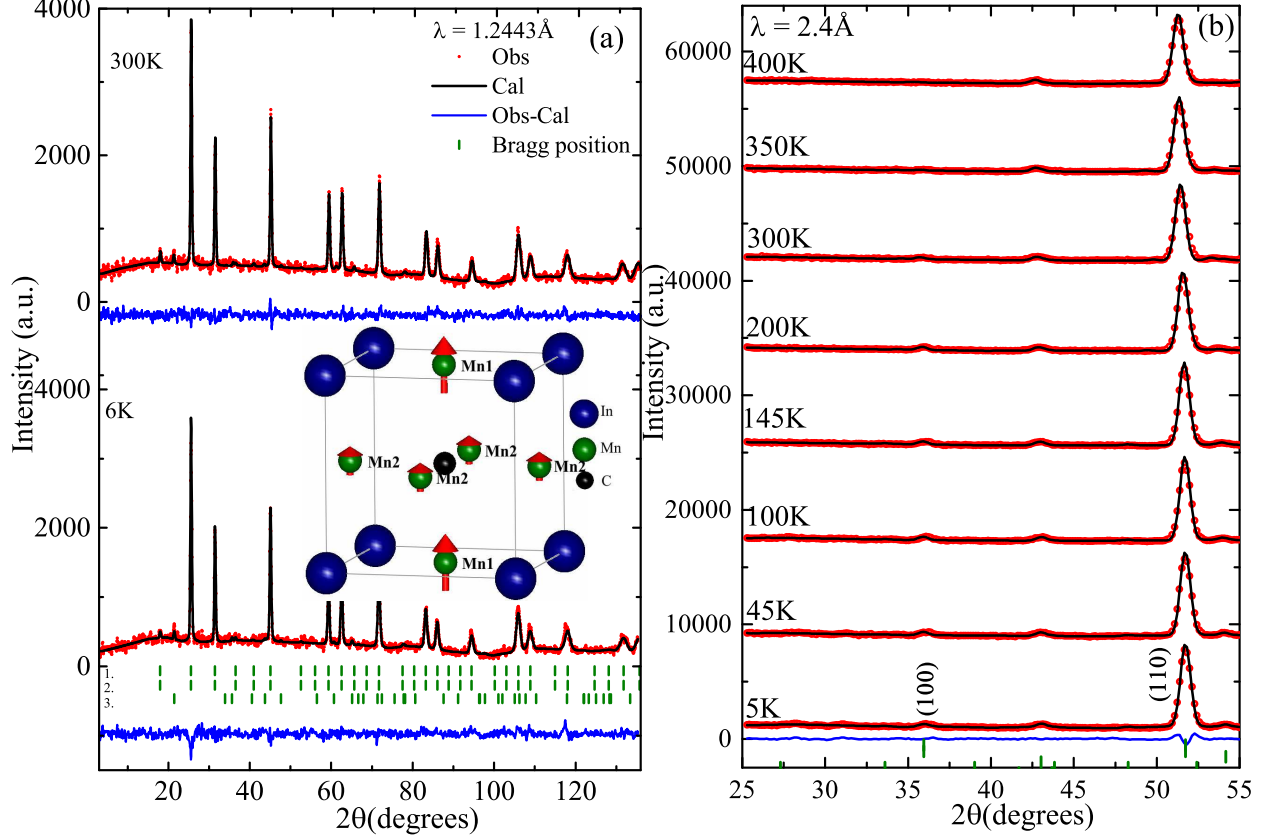 4000
2000
0
4000
2000
0
Intensity (a.u.)
Intensity (a.u.)
300K
6K
λ = 1.2443Å
(a)
Obs
Cal
Obs-Cal
Bragg position
Mn1
Mn2
Mn2
Mn2
Mn2
Mn1
In
Mn
C
1.
2.
3.
0 20 40 60 80 100 120
2θ(degrees)
λ = 2.4Å
(b)
60000
50000
40000
30000
20000
10000
0
Intensity (a.u.)
400K
350K
300K
200K
145K
100K
45K
5K
(100)
(110)
25 30 35 40 45 50 55
2θ(degrees)